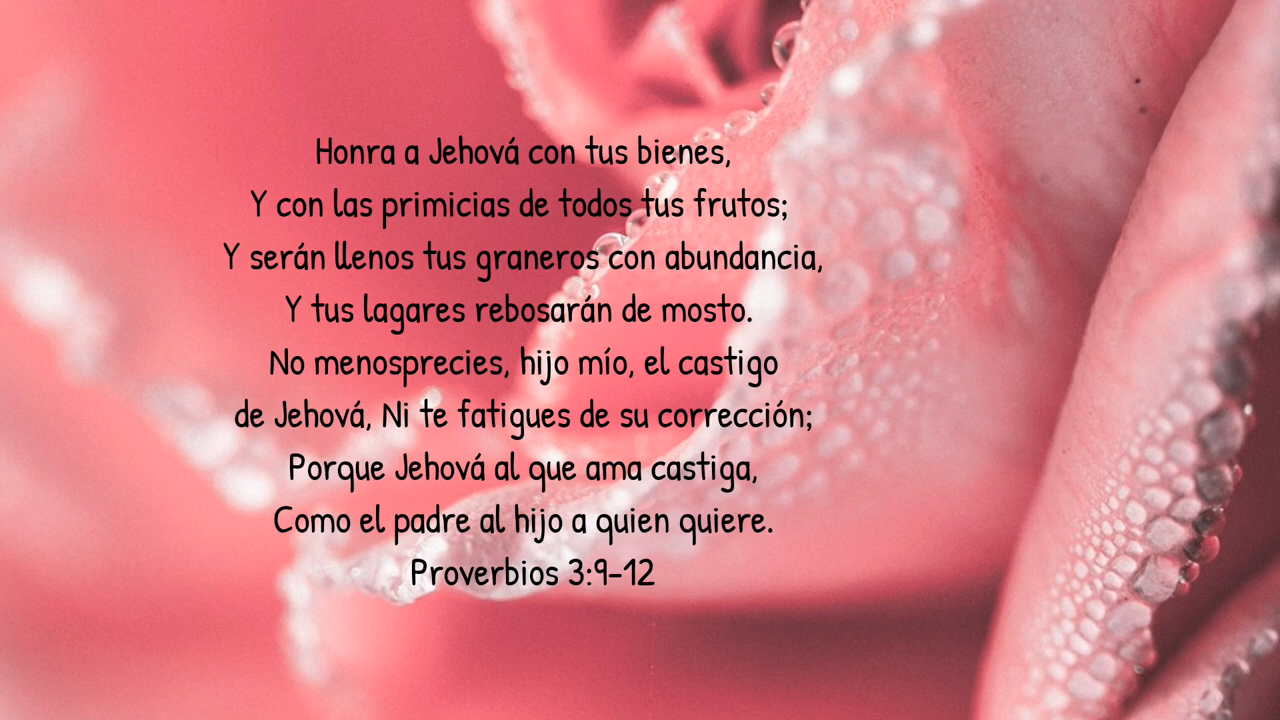 Honra a Jehová con tus bienes,
Y con las primicias de todos tus frutos;
Y serán llenos tus graneros con abundancia,
Y tus lagares rebosarán de mosto.
No menosprecies, hijo mío, el castigo
de Jehová, Ni te fatigues de su corrección;
Porque Jehová al que ama castiga,
Como el padre al hijo a quien quiere.
Proverbios 3:9-12